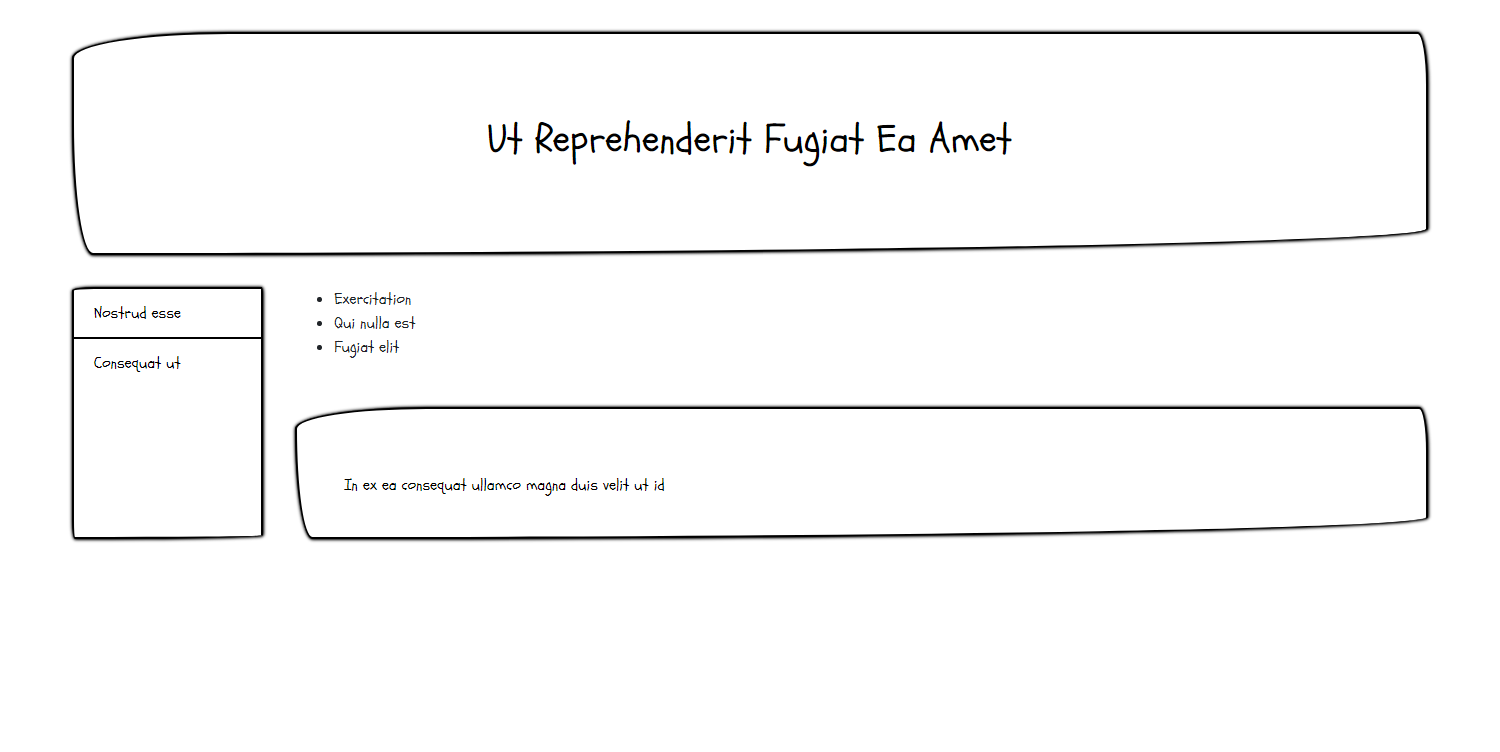 Ut Reprehenderit Fugiat Ea Amet
Nostrud esse
Consequat ut
Exercitation
Qui nulla est
Fugiat elit
In ex ea consequat ullamco magna duis velit ut id